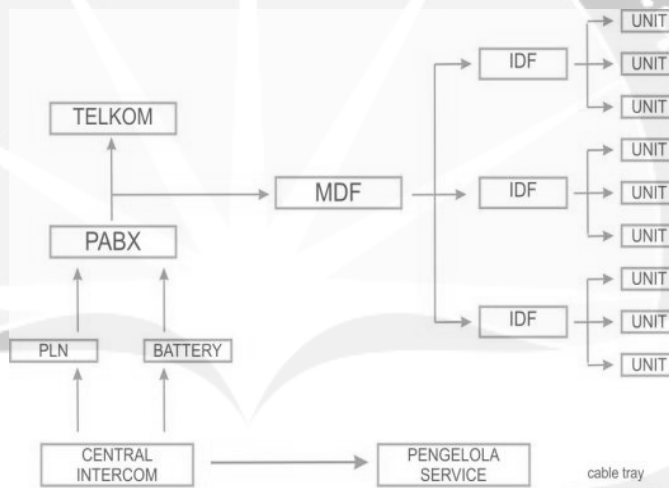 UNIT
IDF
UNIT
UNIT
TELKOM
UNIT
MDF
IDF
UNIT
PABX
UNIT
UNIT
IDF
UNIT
PLN
BATTERY
UNIT
CENTRAL
INTERCOM
PENGELOLA
SERVICE
cable tray